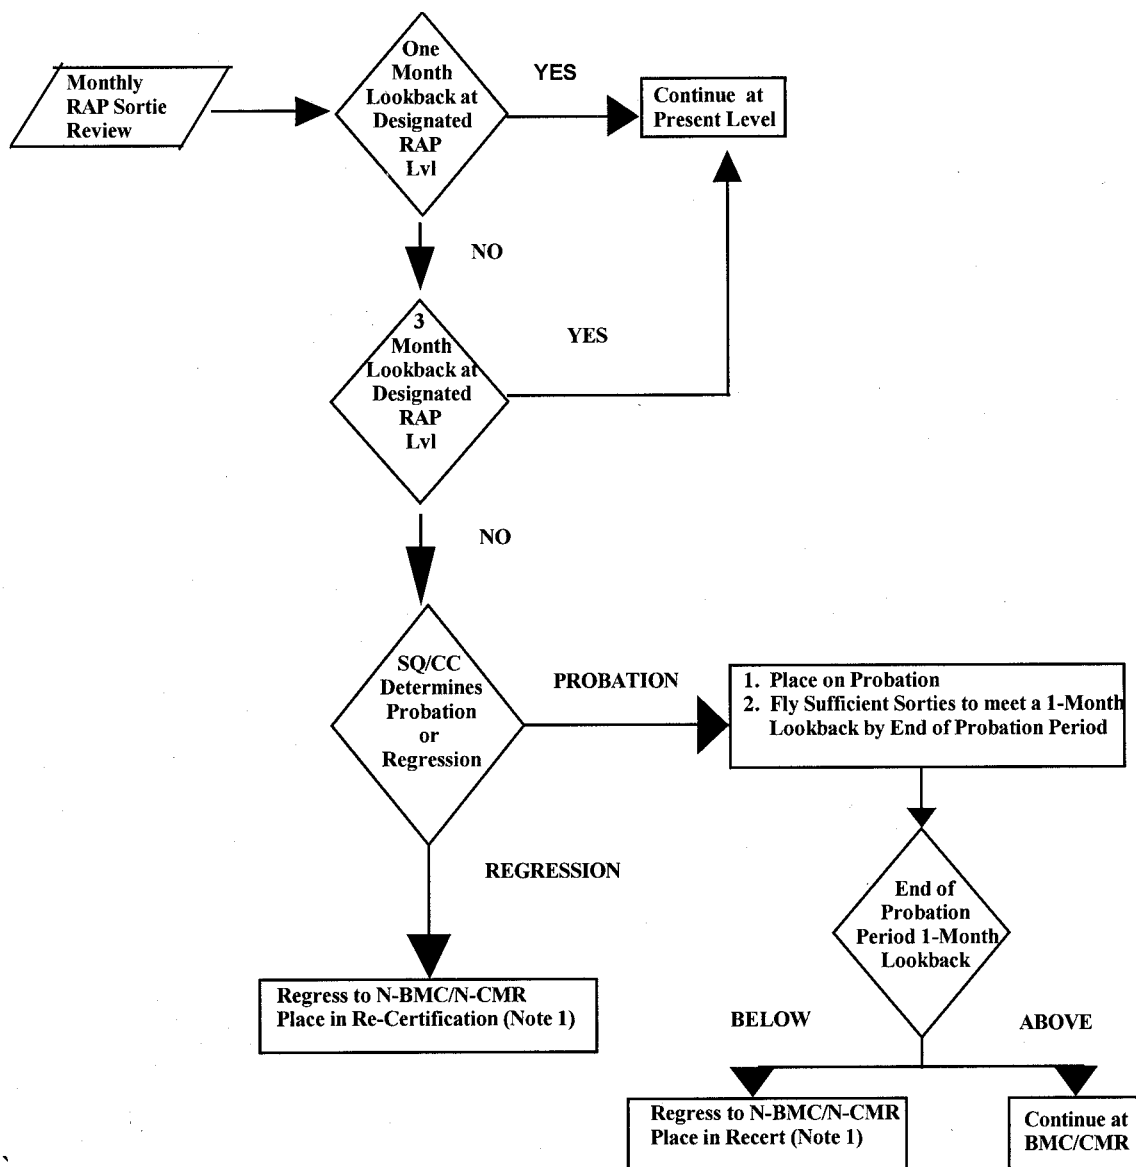 Monthly
RAP Sortie
Review
One
Month
Lookback at
Designated
RAP
Lvl
YES
Continue at
Present Level
NO
3
Month
Lookback at
Designated
RAP
Lvl
YES
NO
SQ/CC
Determines
Probation
or
Regression
PROBATION
1. Place on Probation
2. Fly Sufficient Sorties to meet a 1-Month
Lookback by End of Probation Period
REGRESSION
Regress to N-BMC/N-CMR
Place in Re-Certification (Note 1)
End of
Probation
Period 1-Month
Lookback
BELOW
ABOVE
Regress to N-BMC/N-CMR
Place in Recert (Note 1)
Continue at
BMC/CMR